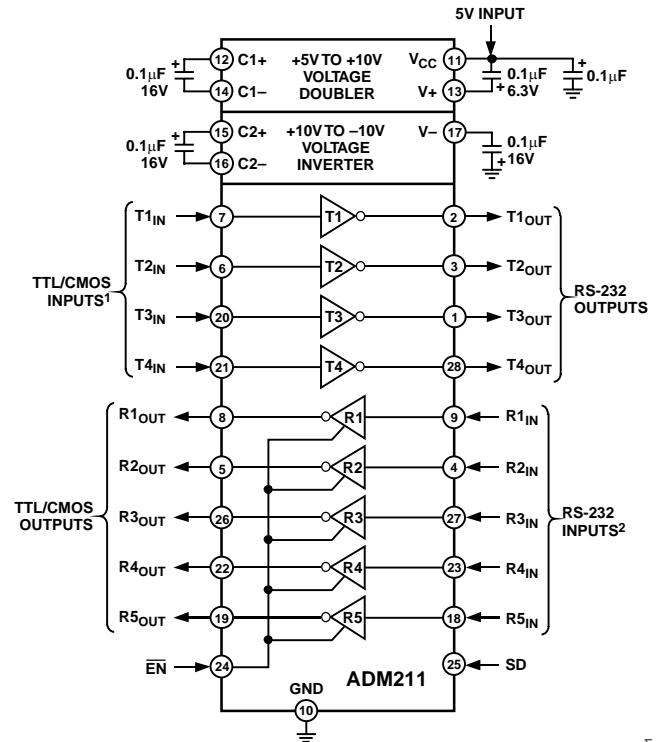 5V INPUT
0.1μF
16V
12 C1+
14 C1–
+5V TO +10V
VOLTAGE
DOUBLER
VCC 11
V+ 13
0.1μF
6.3V
0.1μF
0.1μF
16V
15 C2+
16 C2–
+10V TO –10V
VOLTAGE
INVERTER
V– 17
0.1μF
16V
TTL/CMOS
INPUTS1
T1IN 7 T1 2 T1OUT
T2IN 6 T2 3 T2OUT
T3IN 20 T3 1 T3OUT
T4IN 21 T4 28 T4OUT
RS-232
OUTPUTS
TTL/CMOS
OUTPUTS
R1OUT 8 R1 9 R1IN
R2OUT 5 R2 4 R2IN
R3OUT 26 R3 27 R3IN
R4OUT 22 R4 23 R4IN
R5OUT 19 R5 18 R5IN
RS-232
INPUTS2
EN 24
25 SD
ADM211
GND
10